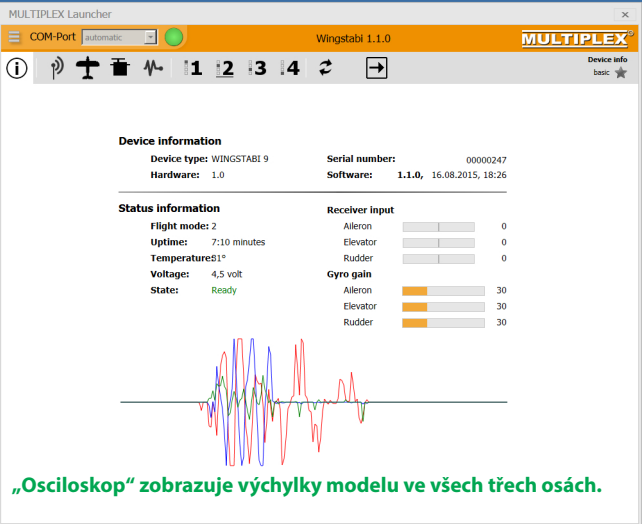 MULTIPLEX Launcher
COM-Port automatic Wingstabi 1.1.0 MULTIPLEX®
1 2 3 4 Device info
basic
Device information
Device type: WINGSTABI 9 Serial number: 00000247
Hardware: 1.0 Software: 1.1.0, 16.08.2015, 18:26
Status information Receiver input
Flight mode: 2 Aileron 0
Uptime: 7:10 minutes Elevator 0
Temperature: 31° Rudder 0
Voltage: 4,5 volt Gyro gain
State: Ready Aileron 30
Elevator 30
Rudder 30
„Osciloskop“ zobrazuje výchylky modelu ve všech třech osách.